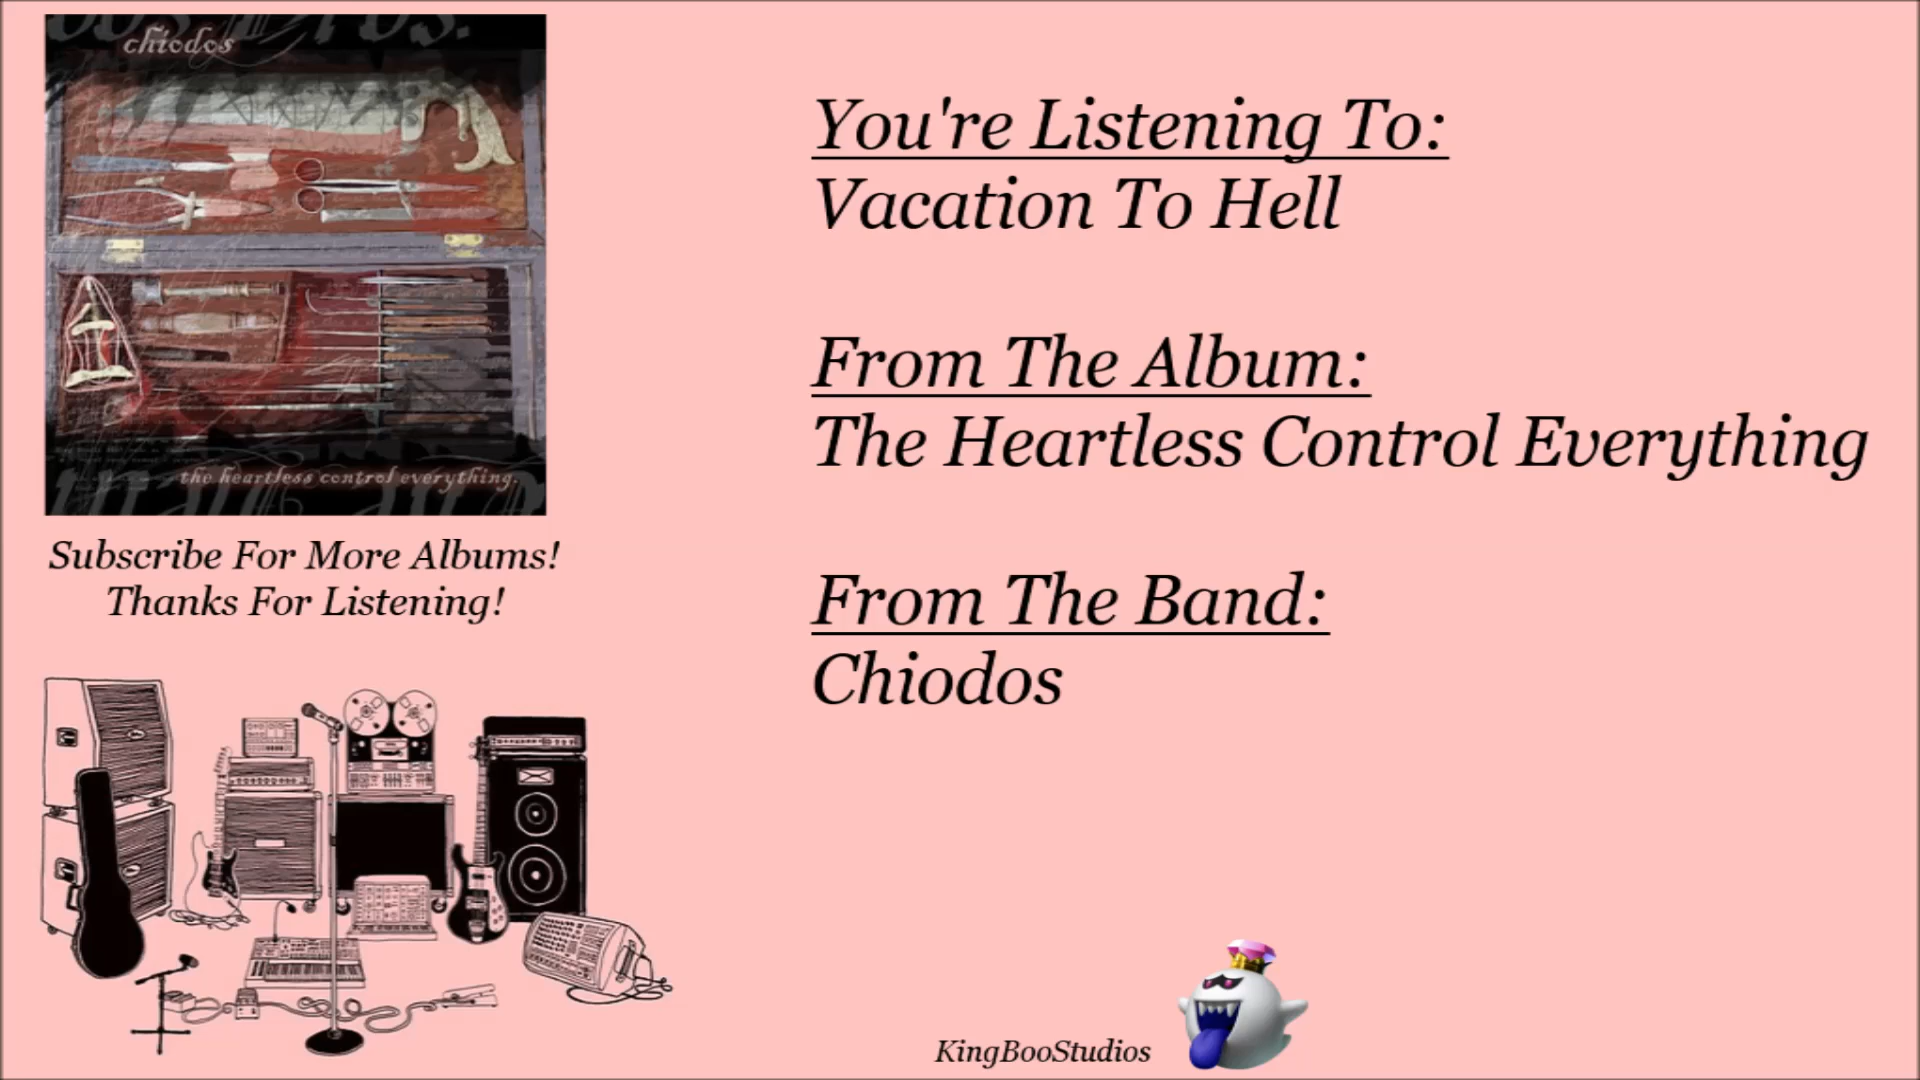 chiodos
the heartless control everything.
Subscribe For More Albums!
Thanks For Listening!
You're Listening To:
Vacation To Hell
From The Album:
The Heartless Control Everything
From The Band:
Chiodos
KingBooStudios